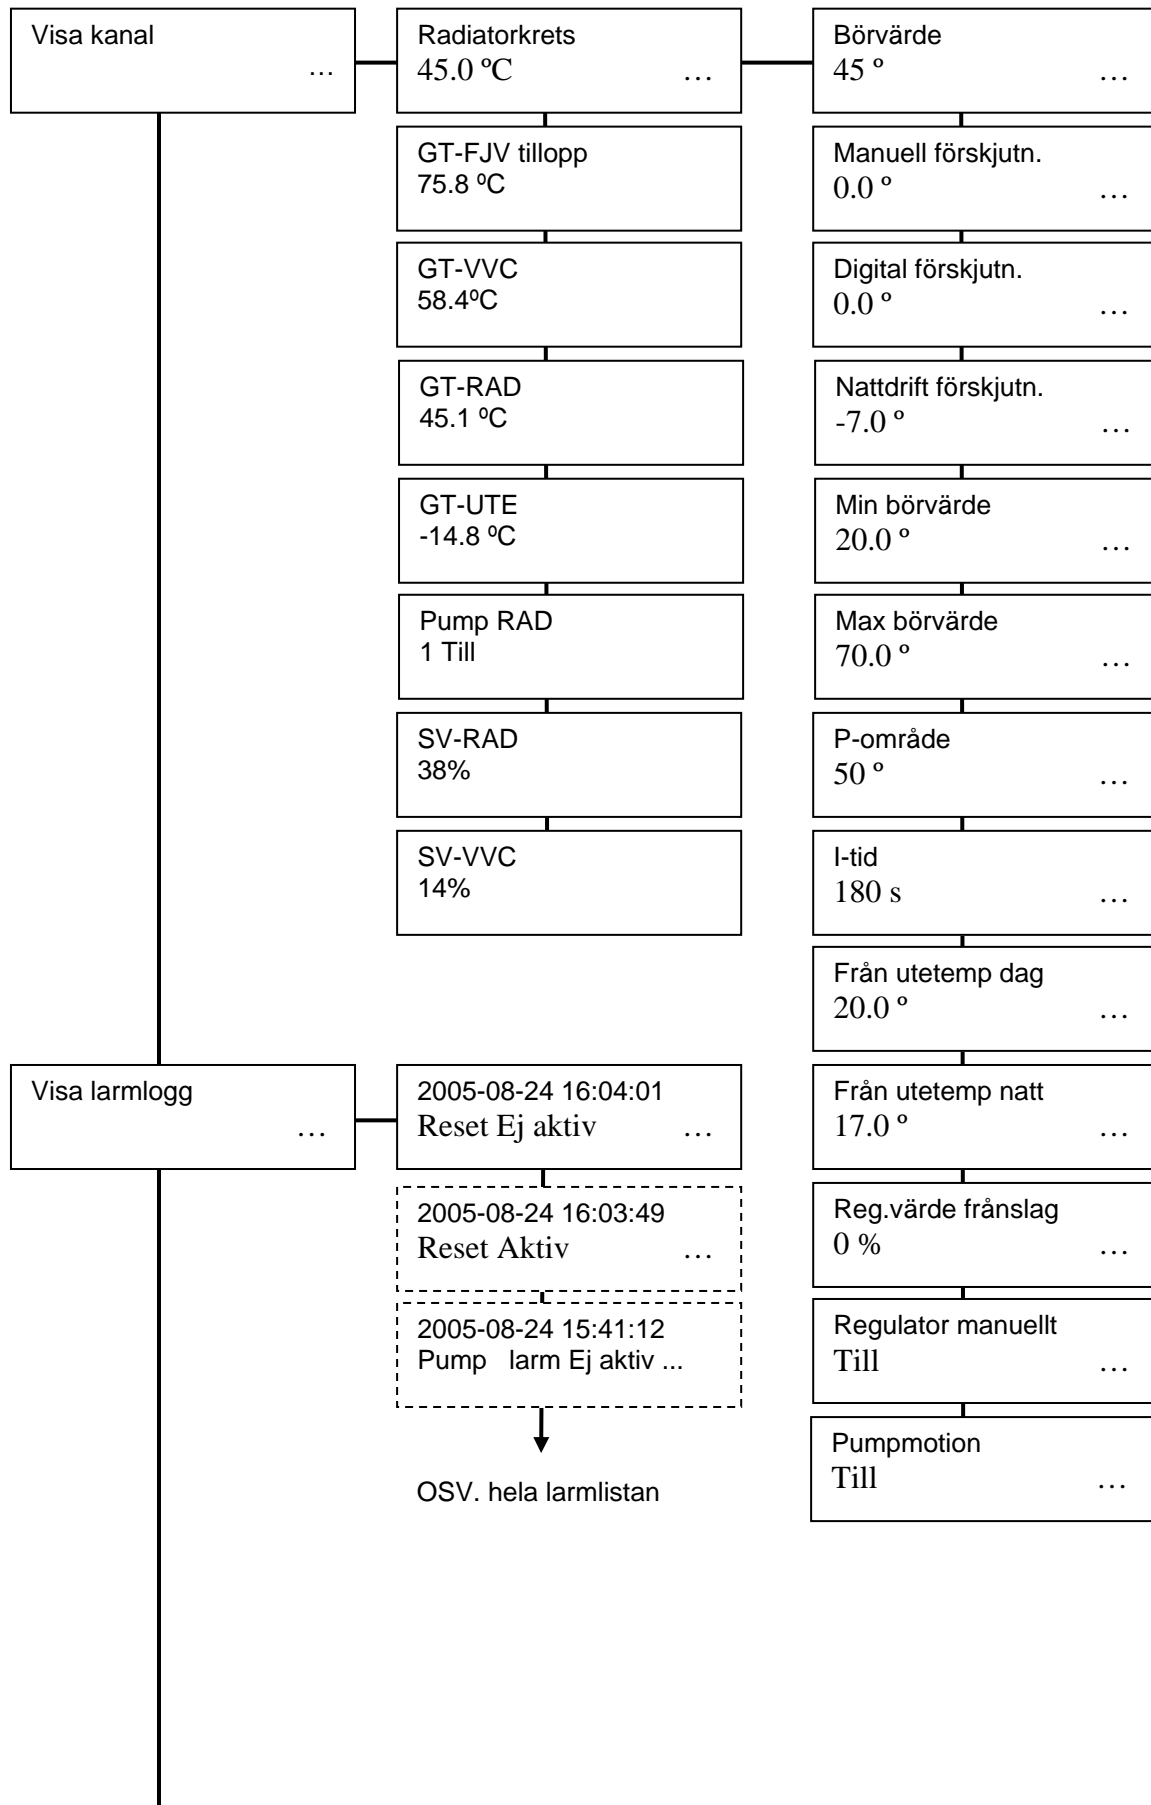 Visa kanal
…
Radiatorkrets
45.0 ºC …
Börvärde
45 º …
GT-FJV tillopp
75.8 ºC
Manuell förskjutn.
0.0 º …
GT-VVC
58.4ºC
Digital förskjutn.
0.0 º …
GT-RAD
45.1 ºC
Nattdrift förskjutn.
-7.0 º …
GT-UTE
-14.8 ºC
Min börvärde
20.0 º …
Pump RAD
1 Till
Max börvärde
70.0 º …
SV-RAD
38%
P-område
50 º …
SV-VVC
14%
I-tid
180 s …
Från utetemp dag
20.0 º …
Visa larmlogg
…
2005-08-24 16:04:01
Reset Ej aktiv …
Från utetemp natt
17.0 º …
2005-08-24 16:03:49
Reset Aktiv …
Reg.värde frånslag
0 % …
2005-08-24 15:41:12
Pump larm Ej aktiv ...
Regulator manuellt
Till …
Pumpmotion
Till …
OSV. hela larmlistan